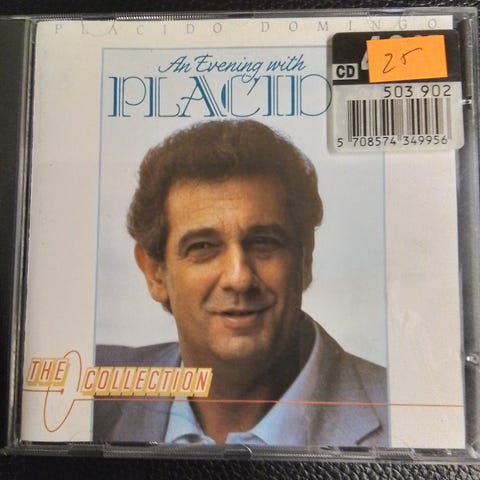 PLACIDO DOMINGO
An Evening with
PLACID
CD
25
503 902
5 708574 349956
THE COLLECTION